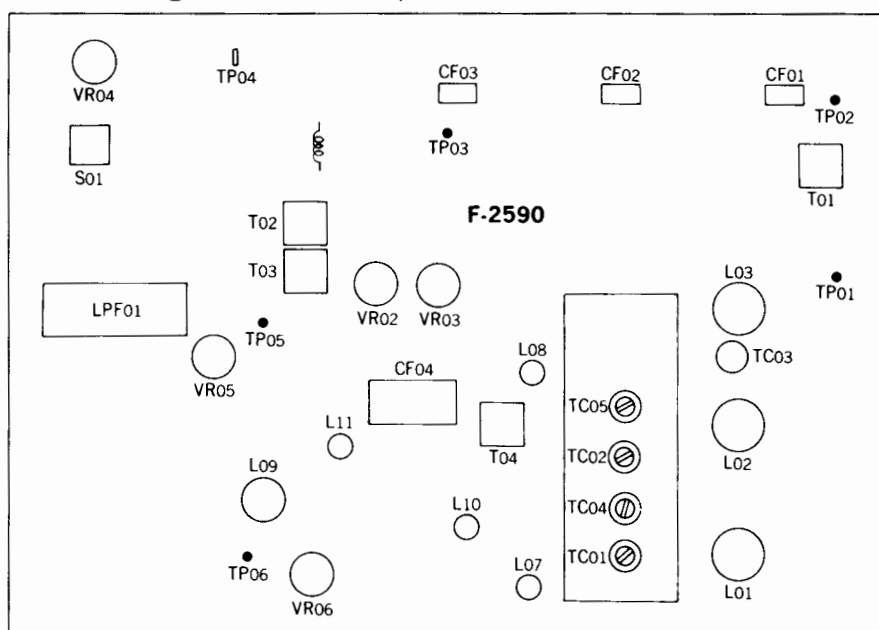 TP04
CF03
CF02
CF01
VR04
TP02
TP03
S01
T01
T02
F-2590
T03
L03
TP01
LPF01
VR02
VR03
TP05
L08
TC03
VR05
CF04
TC05
L11
T04
TC02
L02
L09
L10
TC04
TC01
TP06
L07
VR06
L01